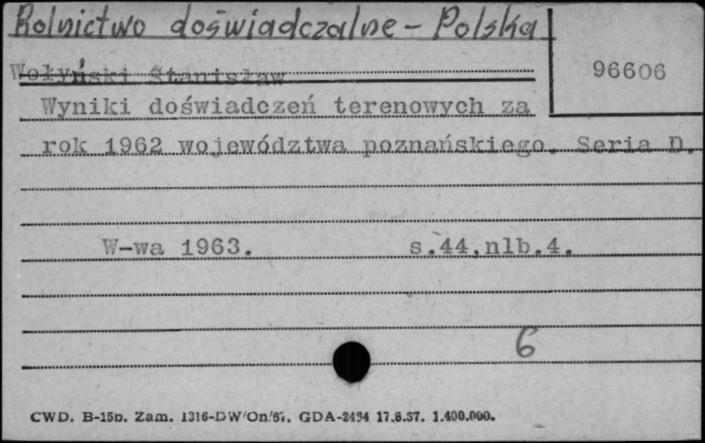 Rolnictwo doświadczalne - Polska
96606
Wołyński Stanisław
Wyniki doświadczeń terenowych za
rok 1962 województwa poznańskiego. Seria D.
W-wa 1963. s.44,nlb.4.
6
CWD. B-15b. Zam. 1316-DW/On/61. GDA-2494 17.8.37. 1.400.000.